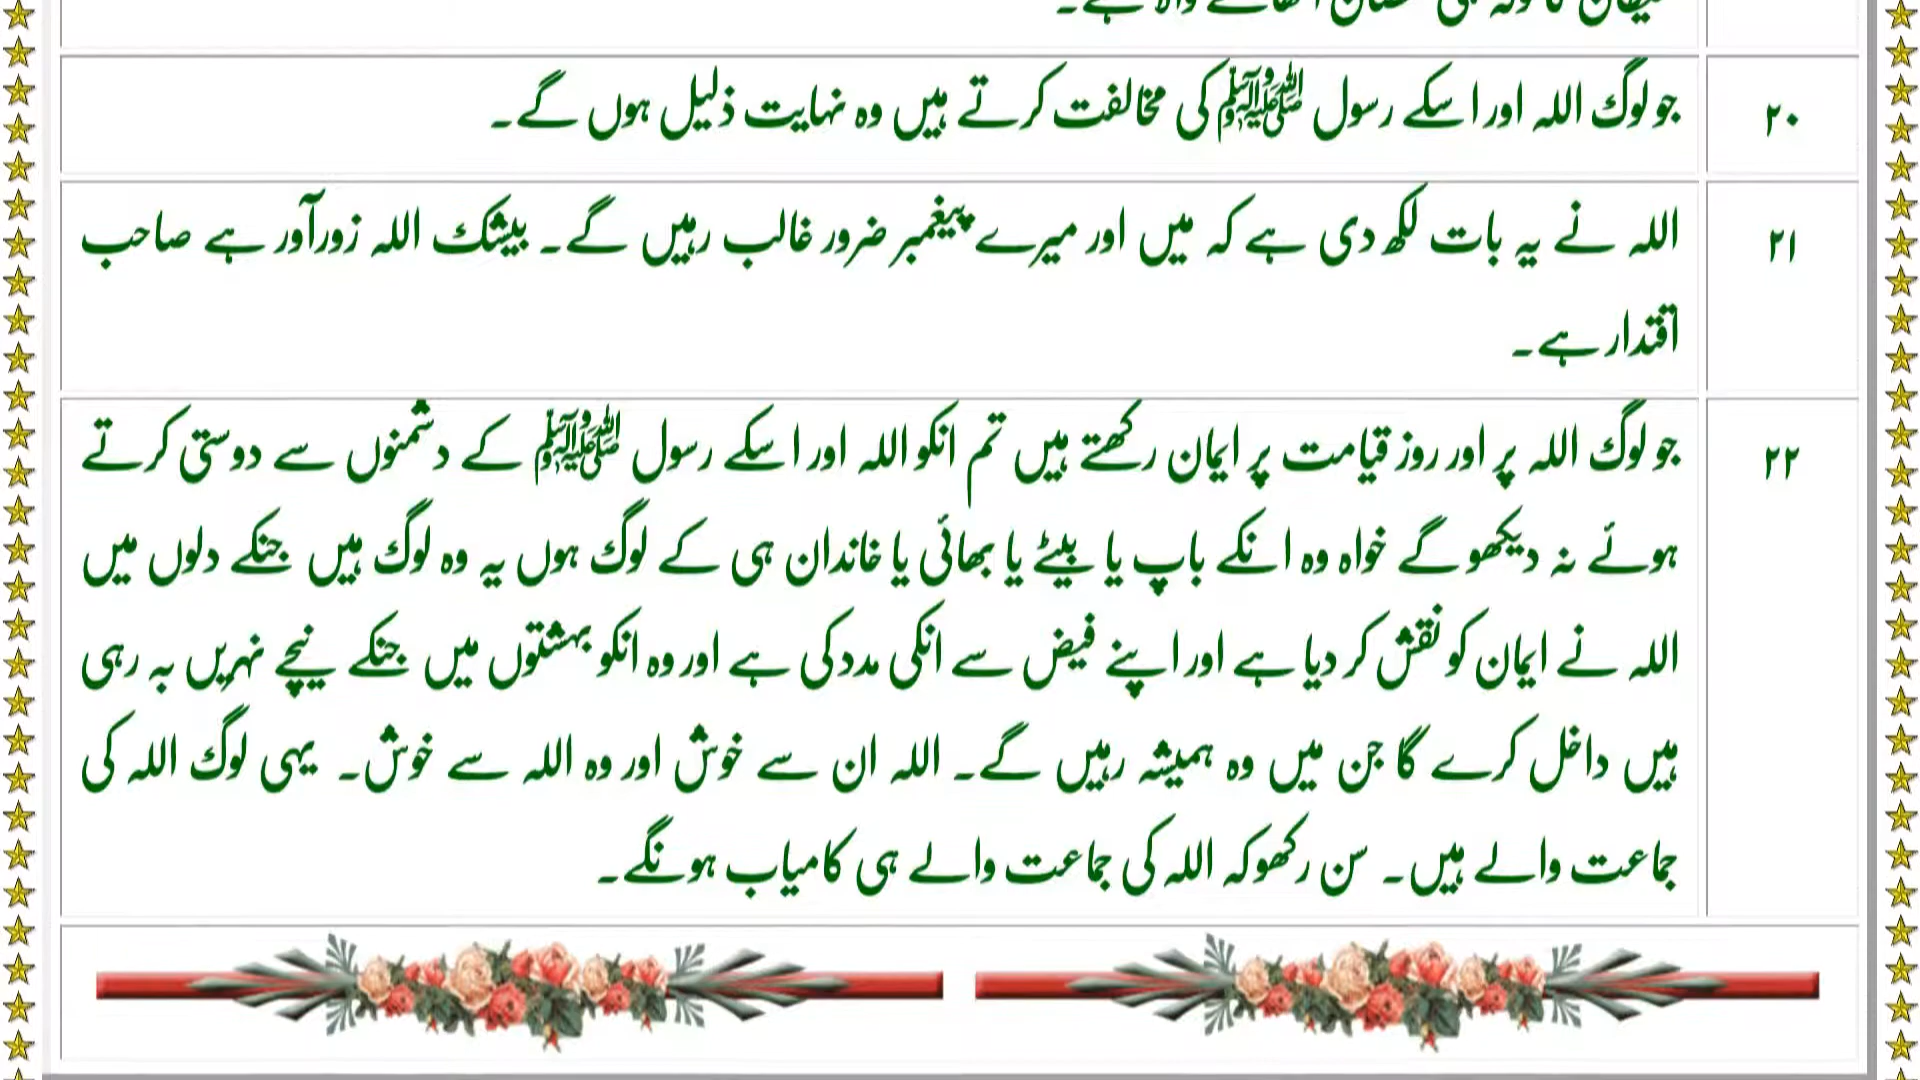 کا ٹولہ ہی نقصان اٹھانے والا ہے۔
۲۰ جو لوگ اللہ اور اسکے رسول ﷺ کی مخالفت کرتے ہیں وہ نہایت ذلیل ہوں گے۔
۲۱ اللہ نے یہ بات لکھ دی ہے کہ میں اور میرے پیغمبر ضرور غالب رہیں گے۔ بیشک اللہ زورآور ہے صاحب
اقتدار ہے۔
۲۲ جو لوگ اللہ پر اور روز قیامت پر ایمان رکھتے ہیں تم انکو اللہ اور اسکے رسول ﷺ کے دشمنوں سے دوستی کرتے
ہوئے نہ دیکھو گے خواہ وہ انکے باپ یا بیٹے یا بھائی یا خاندان ہی کے لوگ ہوں یہ وہ لوگ ہیں جنکے دلوں میں
اللہ نے ایمان کو نقش کر دیا ہے اور اپنے فیض سے انکی مدد کی ہے اور وہ انکو بہشتوں میں جنکے نیچے نہریں بہ رہی
ہیں داخل کرے گا جن میں وہ ہمیشہ رہیں گے۔ اللہ ان سے خوش اور وہ اللہ سے خوش۔ یہی لوگ اللہ کی
جماعت والے ہیں۔ سن رکھو کہ اللہ کی جماعت والے ہی کامیاب ہونگے۔